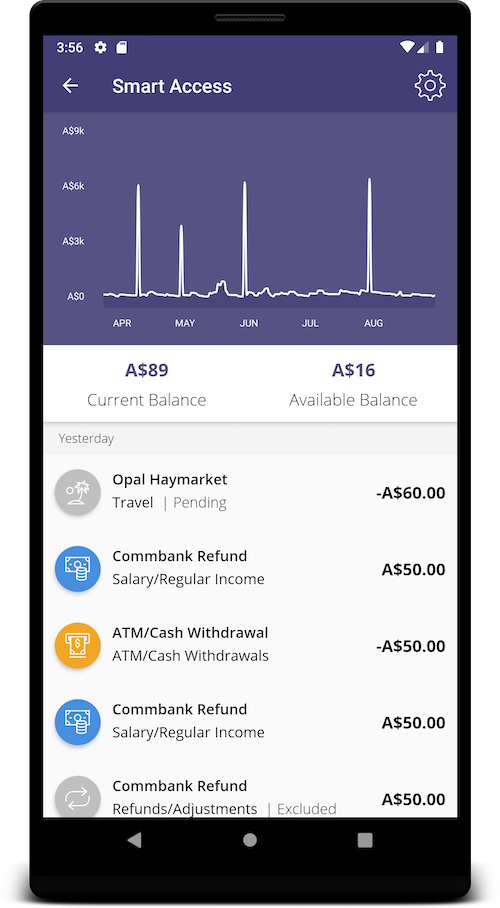 3:56
Smart Access
A$9k
A$6k
A$3k
A$0
APR MAY JUN JUL AUG
A$89 A$16
Current Balance Available Balance
Yesterday
Opal Haymarket
-A$60.00
Travel | Pending
Commbank Refund
A$50.00
Salary/Regular Income
ATM/Cash Withdrawal
-A$50.00
ATM/Cash Withdrawals
Commbank Refund
A$50.00
Salary/Regular Income
Commbank Refund
A$50.00
Refunds/Adjustments | Excluded